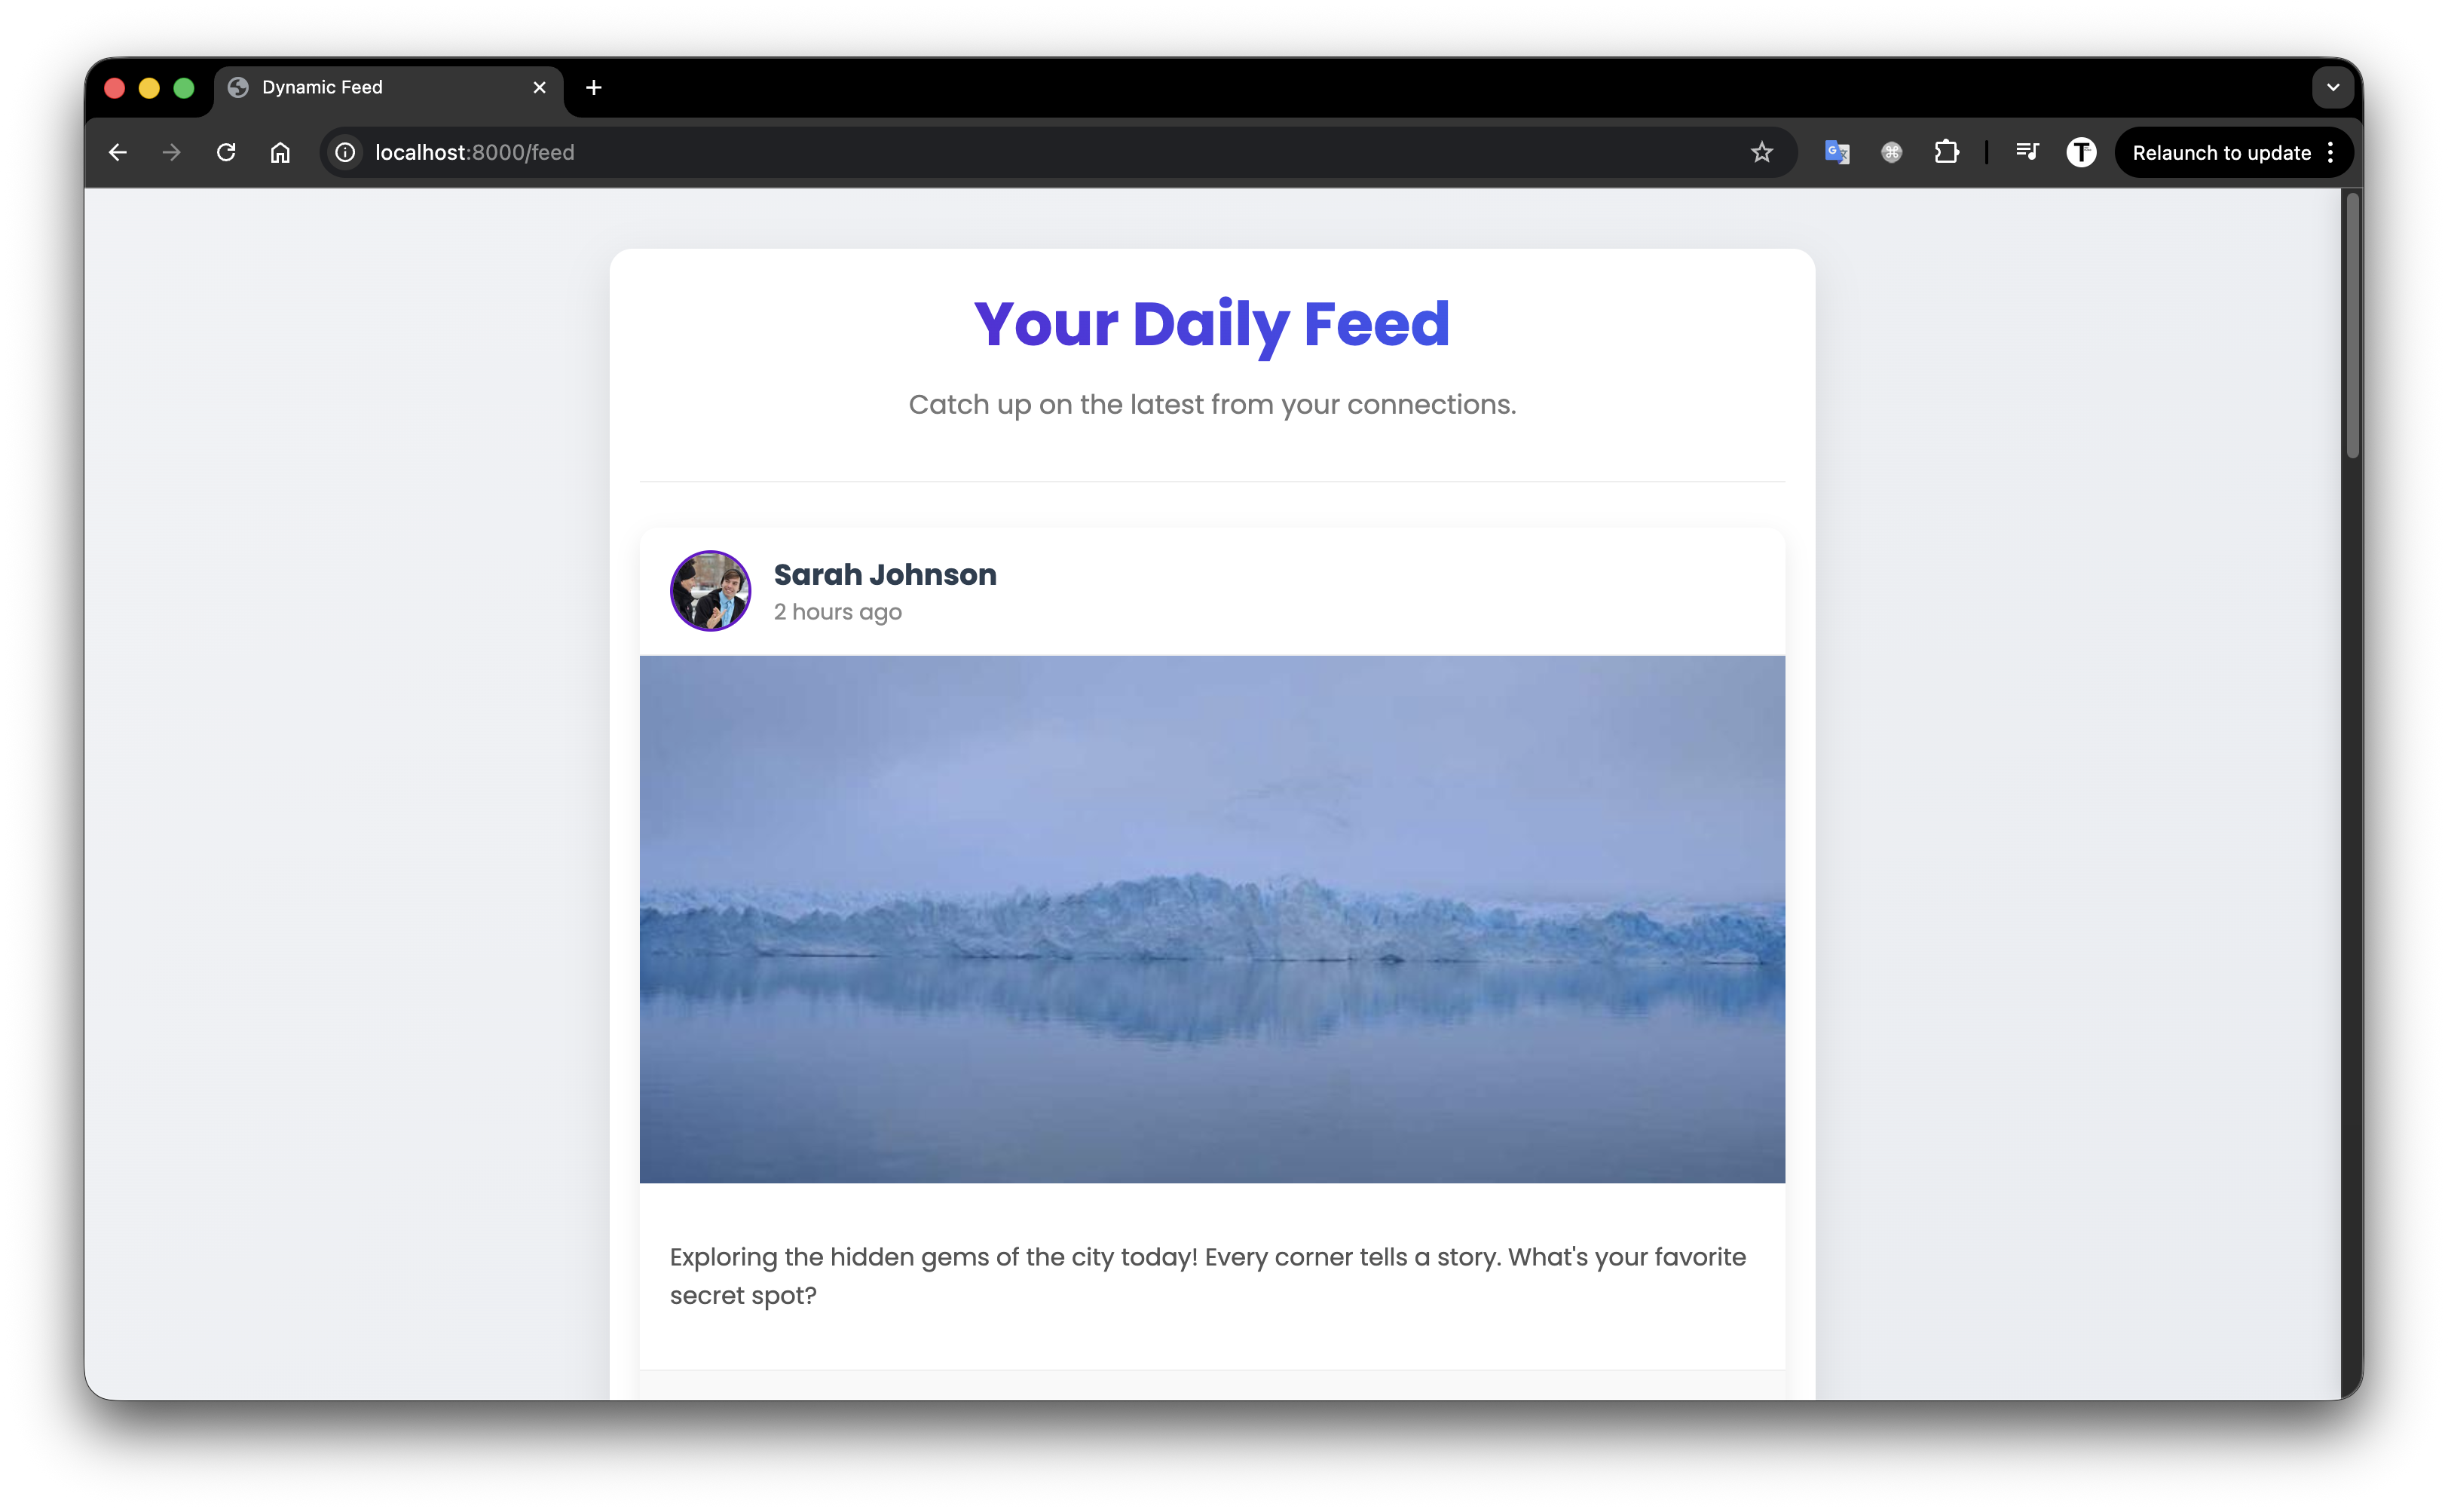 Dynamic Feed
localhost:8000/feed
Relaunch to update
Your Daily Feed
Catch up on the latest from your connections.
Sarah Johnson
2 hours ago
Exploring the hidden gems of the city today! Every corner tells a story. What's your favorite
secret spot?